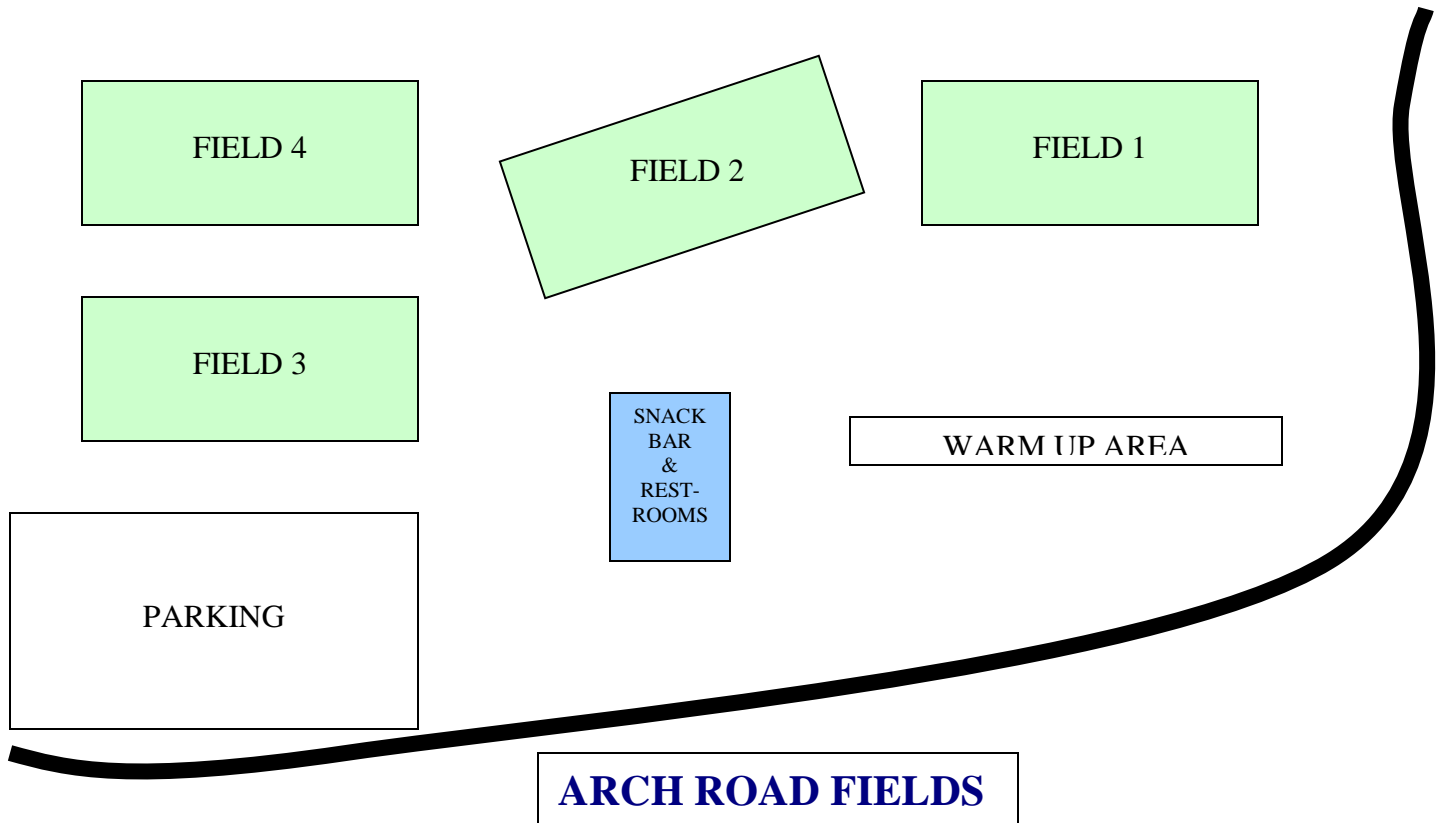 FIELD 4
FIELD 2
FIELD 1
FIELD 3
SNACK
BAR
&
REST-
ROOMS
WARM UP AREA
PARKING
ARCH ROAD FIELDS